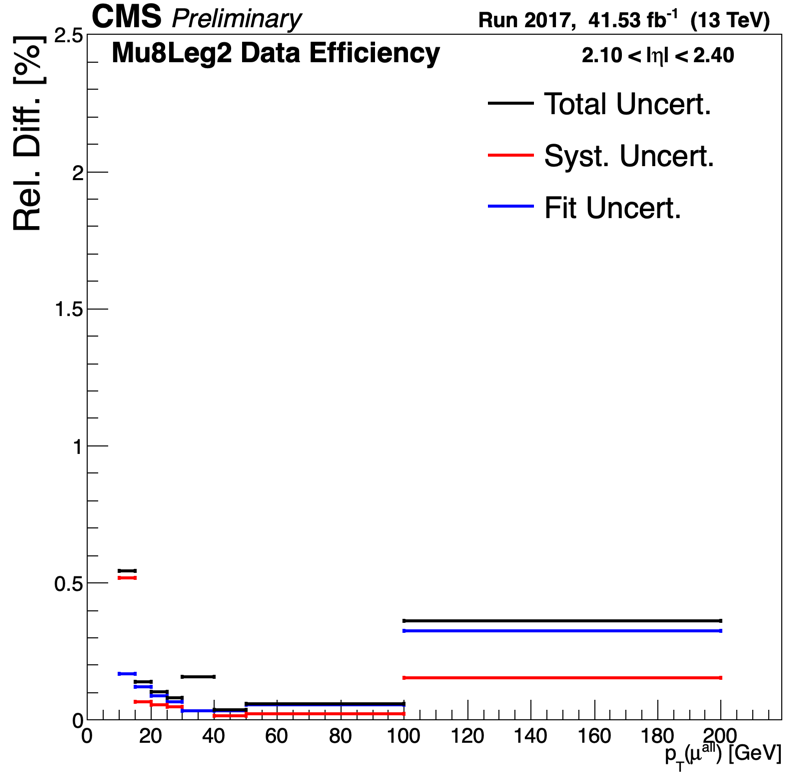 CMS Preliminary
Run 2017, 41.53 fb⁻¹ (13 TeV)
Mu8Leg2 Data Efficiency
2.10 < |η| < 2.40
Total Uncert.
Syst. Uncert.
Fit Uncert.
Rel. Diff. [%]
2.5
2
1.5
1
0.5
0
0 20 40 60 80 100 120 140 160 180 200
p_T(μ^all) [GeV]